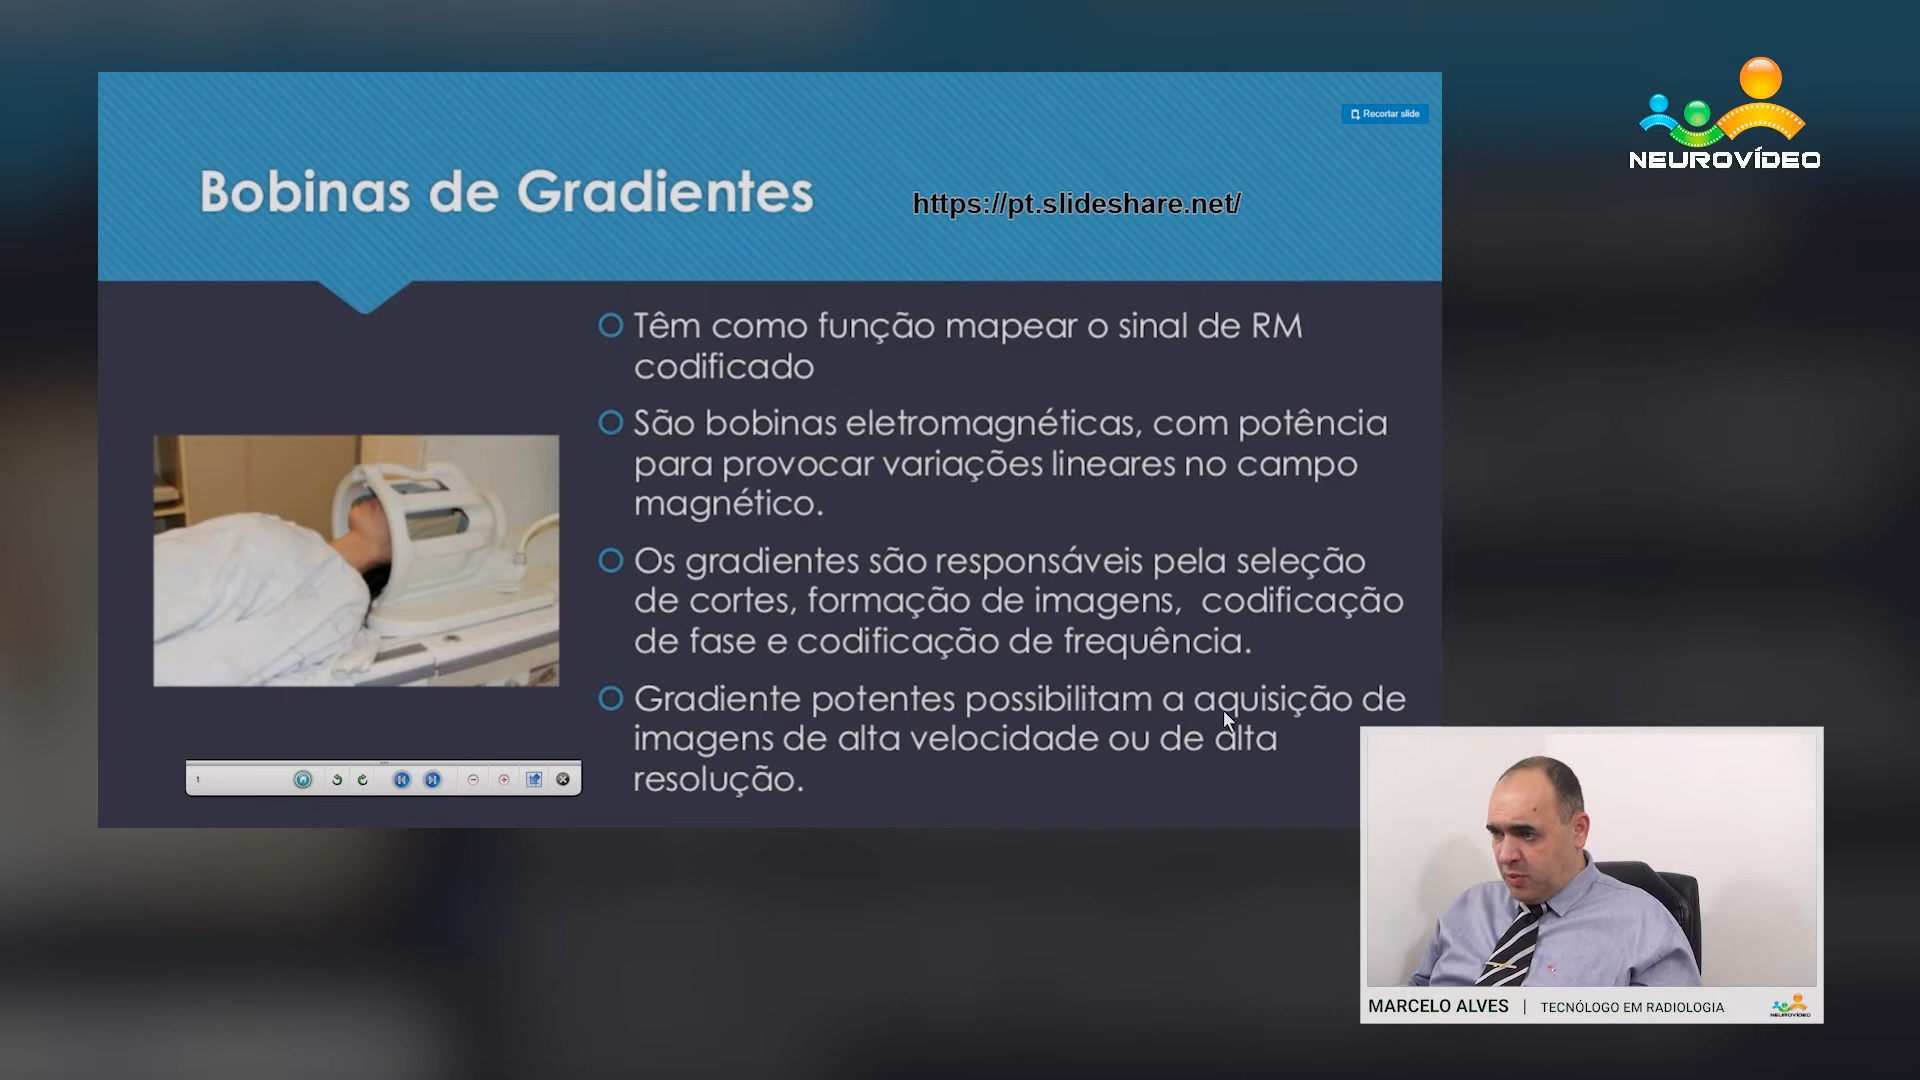 Recortar slide
NEUROVÍDEO
Bobinas de Gradientes
https://pt.slideshare.net/
Têm como função mapear o sinal de RM
codificado
São bobinas eletromagnéticas, com potência
para provocar variações lineares no campo
magnético.
Os gradientes são responsáveis pela seleção
de cortes, formação de imagens, codificação
de fase e codificação de frequência.
Gradiente potentes possibilitam a aquisição de
imagens de alta velocidade ou de alta
resolução.
1
MARCELO ALVES | TECNÓLOGO EM RADIOLOGIA
NEUROVÍDEO